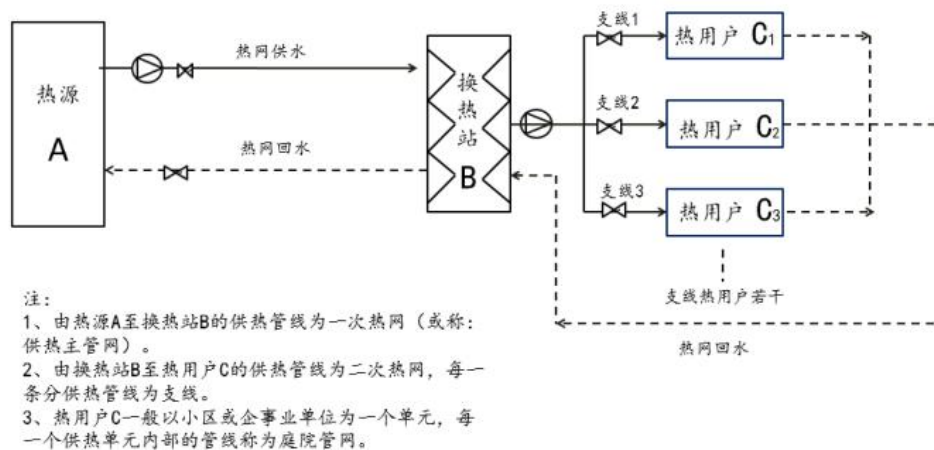 热源
A
热网供水
热网回水
换热站
B
支线1
热用户 C1
支线2
热用户 C2
支线3
热用户 C3
支线热用户若干
热网回水
注：
1、由热源A至换热站B的供热管线为一次热网（或称：
供热主管网）。
2、由换热站B至热用户C的供热管线为二次热网，每一
条分供热管线为支线。
3、热用户C一般以小区或企事业单位为一个单元，每
一个供热单元内部的管线称为庭院管网。